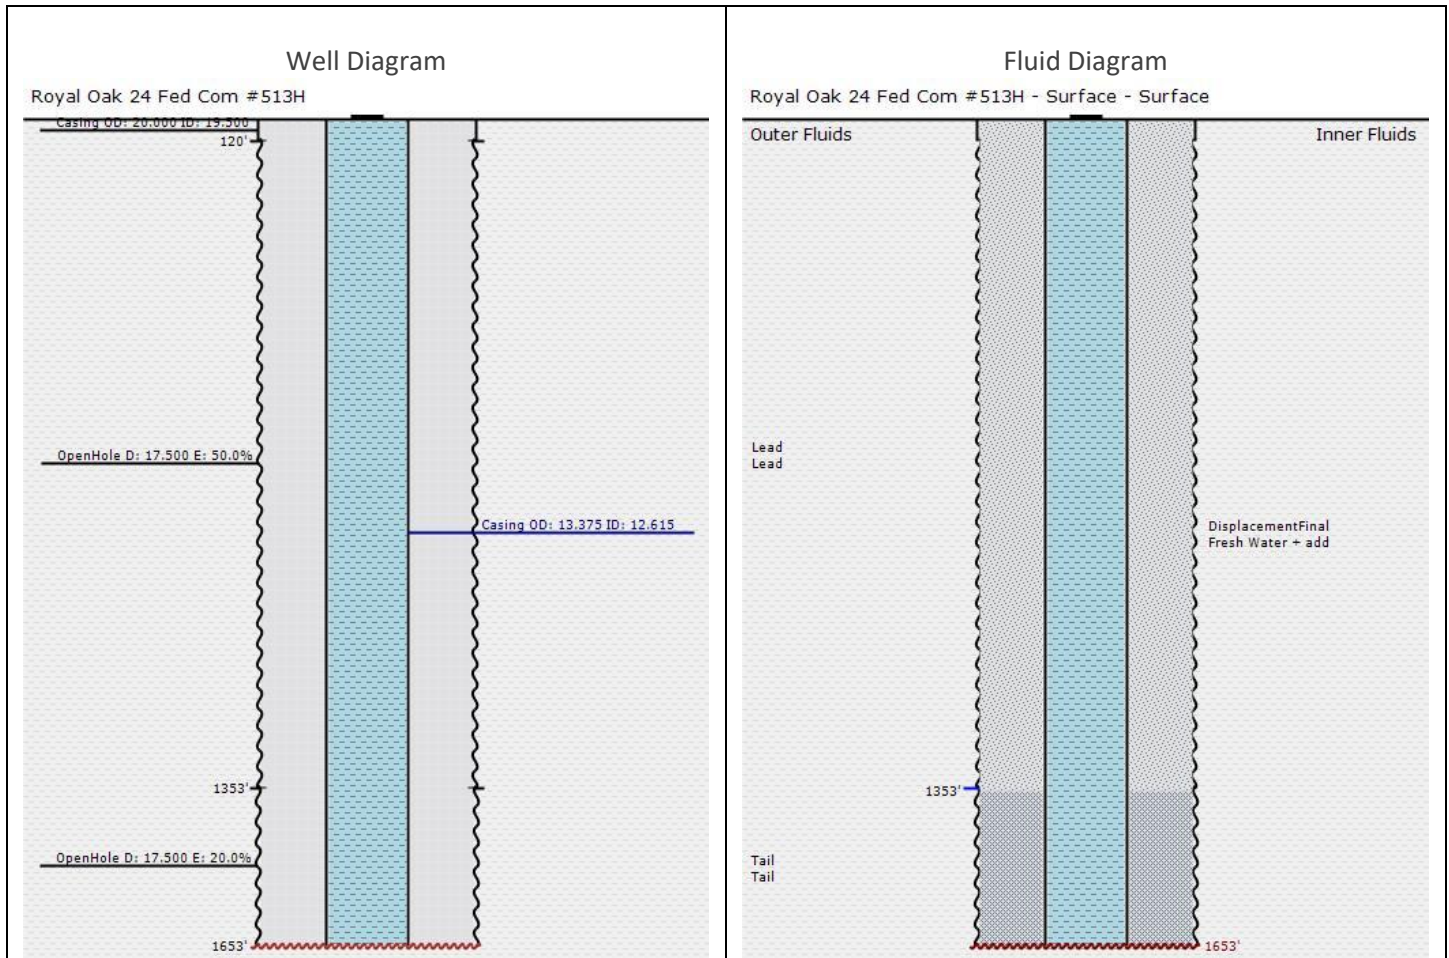 Well Diagram
Royal Oak 24 Fed Com #513H
Casing OD: 20.000 ID: 19.500
120'
OpenHole D: 17.500 E: 50.0%
Casing OD: 13.375 ID: 12.615
1353'
OpenHole D: 17.500 E: 20.0%
1653'
Fluid Diagram
Royal Oak 24 Fed Com #513H - Surface - Surface
Outer Fluids
Inner Fluids
Lead
Lead
DisplacementFinal
Fresh Water + add
1353'
Tail
Tail
1653'